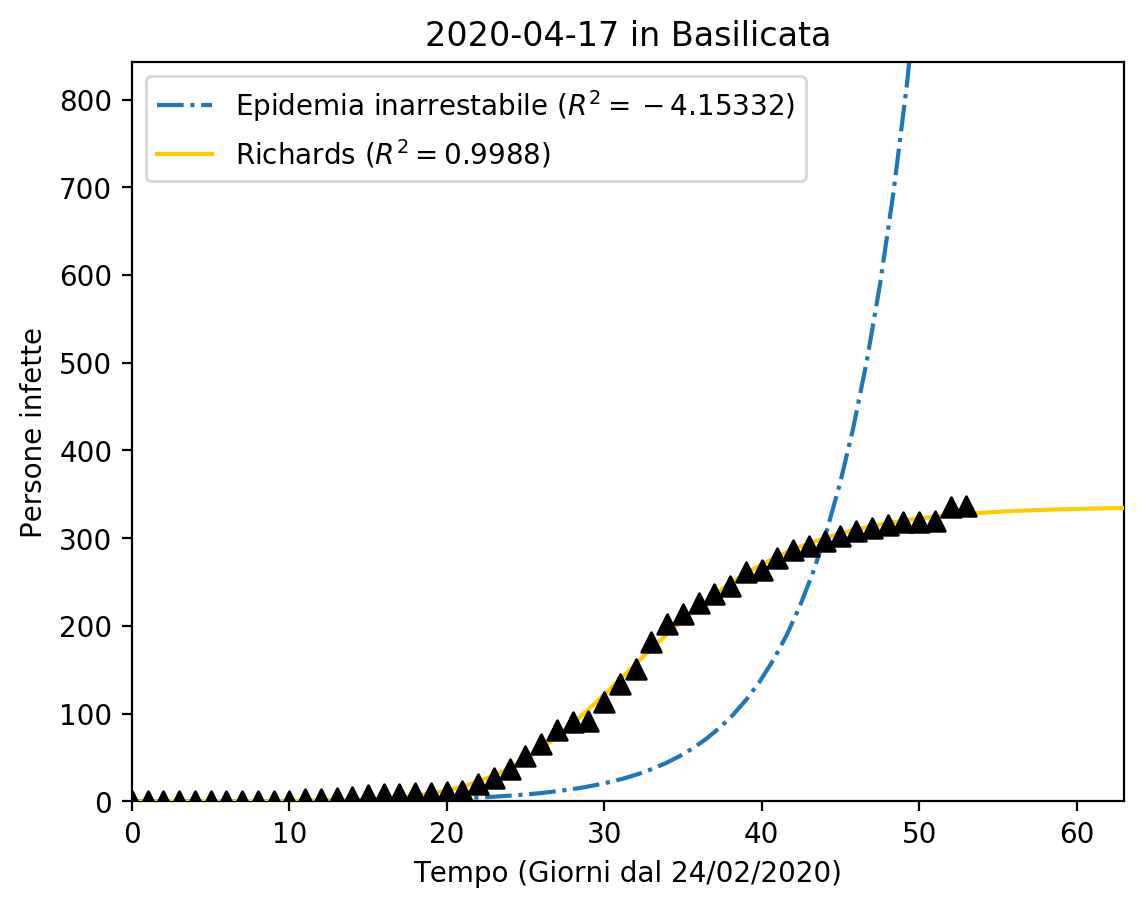 2020-04-17 in Basilicata
Epidemia inarrestabile (R² = −4.15332)
Richards (R² = 0.9988)
Persone infette
800
700
600
500
400
300
200
100
0
0 10 20 30 40 50 60
Tempo (Giorni dal 24/02/2020)